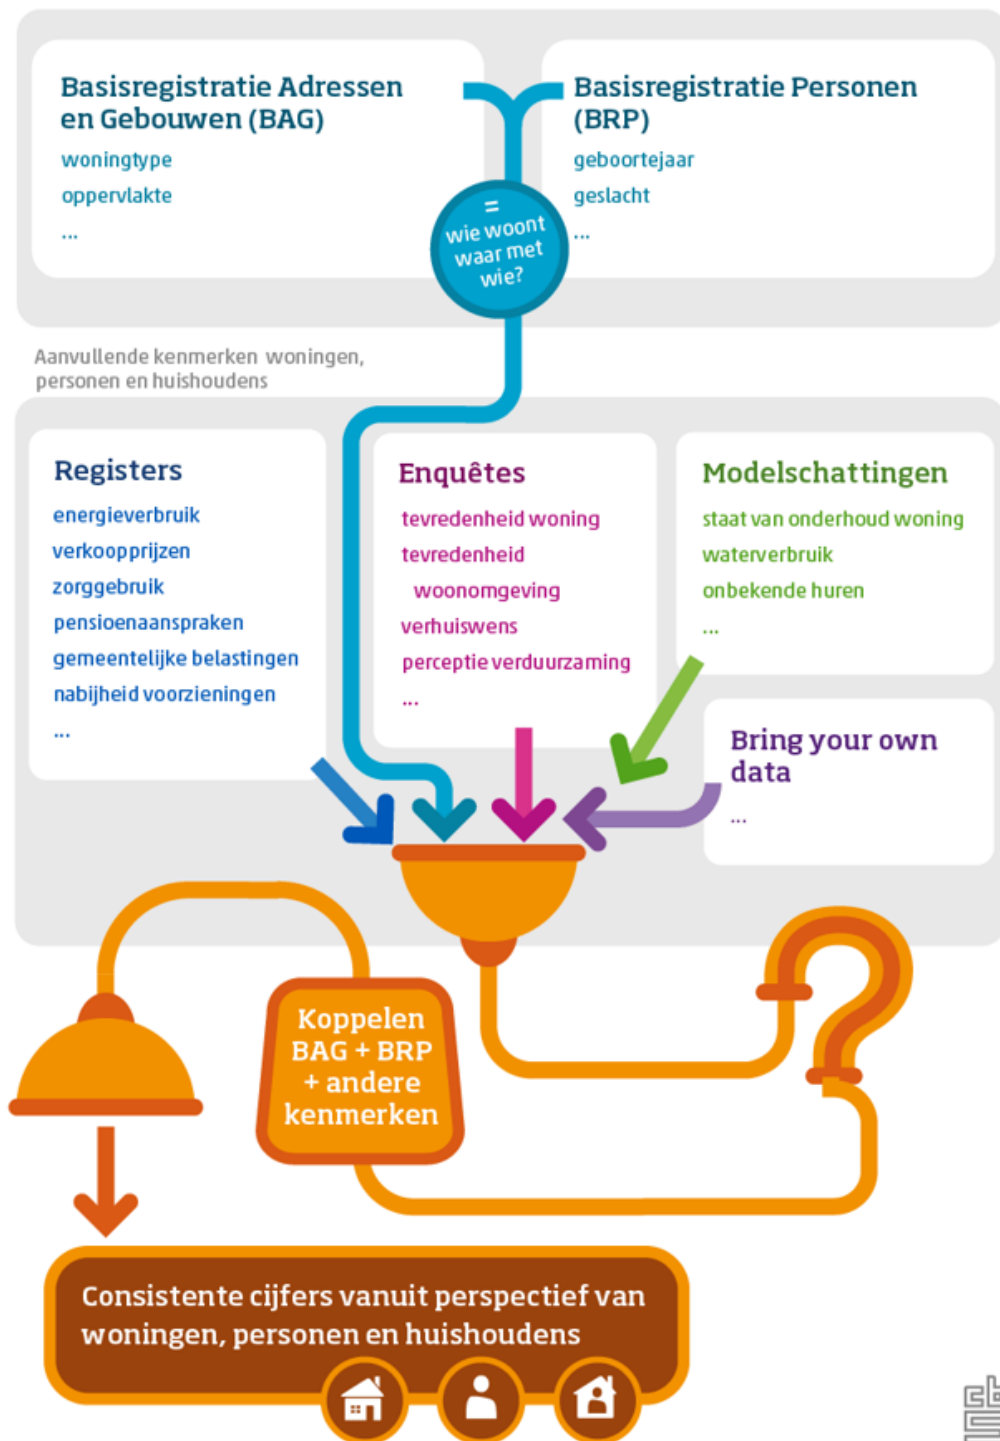 Basisregistratie Adressen
en Gebouwen (BAG)
woningtype
oppervlakte
...
Basisregistratie Personen
(BRP)
geboortejaar
geslacht
...
=
wie woont
waar met
wie?
Aanvullende kenmerken woningen,
personen en huishoudens
Registers
energieverbruik
verkoopprijzen
zorggebruik
pensioenaanspraken
gemeentelijke belastingen
nabijheid voorzieningen
...
Enquêtes
tevredenheid woning
tevredenheid
woonomgeving
verhuiswens
perceptie verduurzaming
...
Modelschattingen
staat van onderhoud woning
waterverbruik
onbekende huren
...
Bring your own
data
...
Koppelen
BAG + BRP
+ andere
kenmerken
Consistente cijfers vanuit perspectief van
woningen, personen en huishoudens